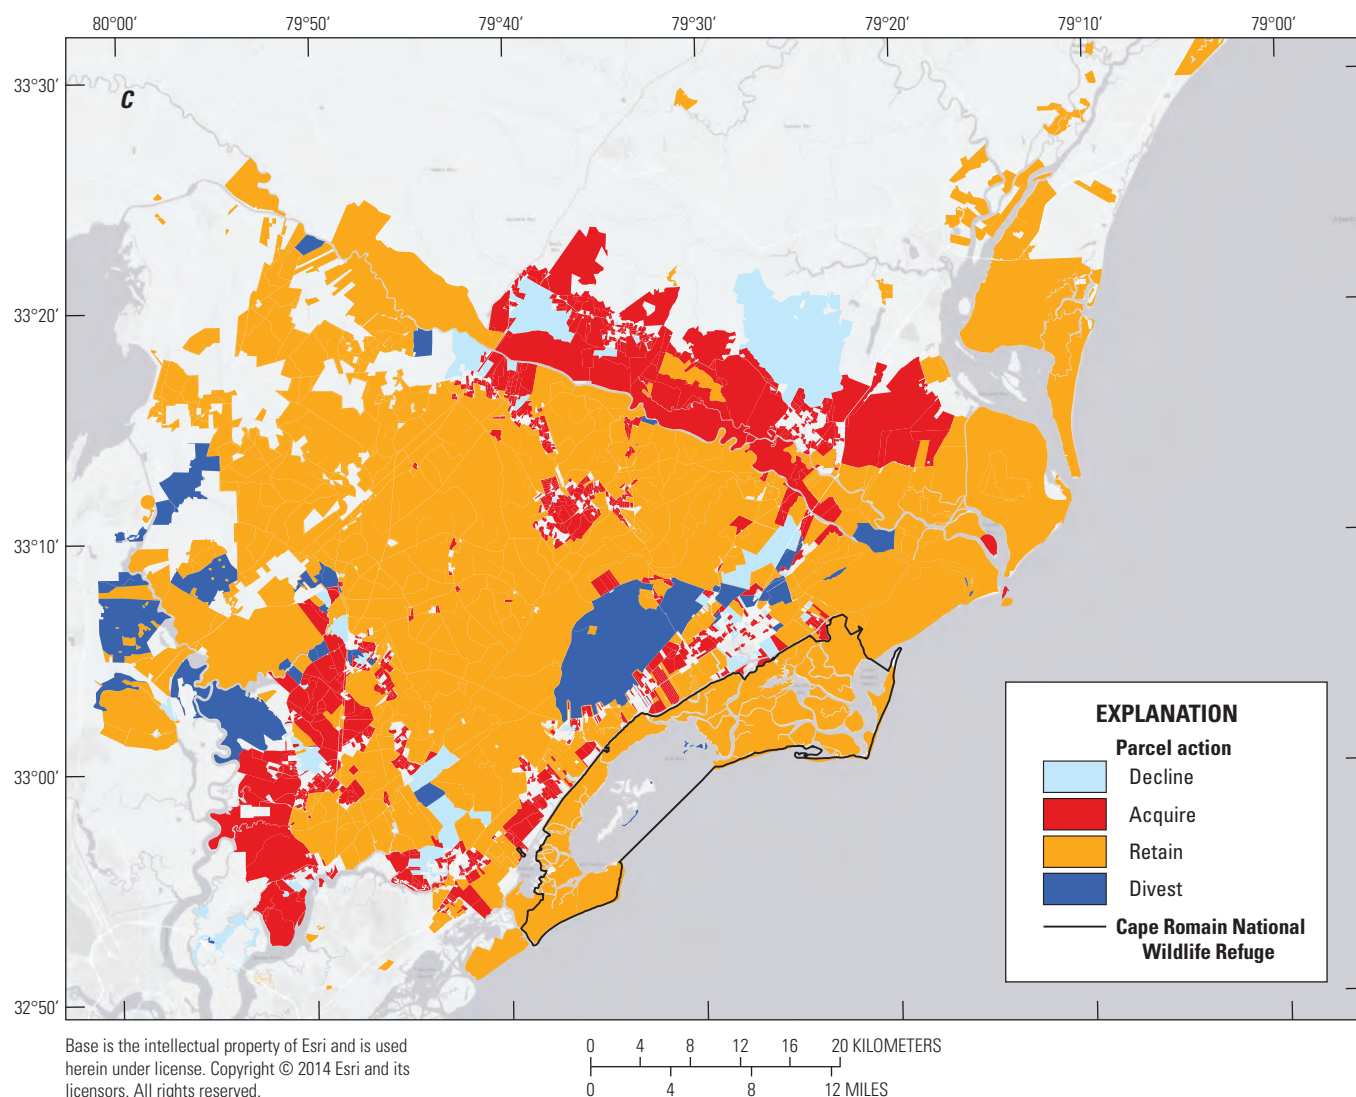 80°00′ 79°50′ 79°40′ 79°30′ 79°20′ 79°10′ 79°00′
33°30′
C
33°20′
33°10′
33°00′
32°50′
EXPLANATION
Parcel action
Decline
Acquire
Retain
Divest
Cape Romain National
Wildlife Refuge
Base is the intellectual property of Esri and is used
herein under license. Copyright © 2014 Esri and its
licensors. All rights reserved.
0 4 8 12 16 20 KILOMETERS
0 4 8 12 MILES